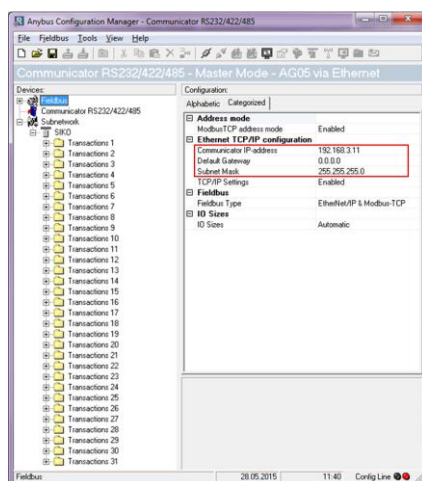 Anybus Configuration Manager - Communicator RS232/422/485
File Fieldbus Tools View Help
Communicator RS232/422/485 - Master Mode - AG05 via Ethernet
Devices:
Fieldbus
Communicator RS232/422/485
Subnetwork
SIKO
Transactions 1
Transactions 2
Transactions 3
Transactions 4
Transactions 5
Transactions 6
Transactions 7
Transactions 8
Transactions 9
Transactions 10
Transactions 11
Transactions 12
Transactions 13
Transactions 14
Transactions 15
Transactions 16
Transactions 17
Transactions 18
Transactions 19
Transactions 20
Transactions 21
Transactions 22
Transactions 23
Transactions 24
Transactions 25
Transactions 26
Transactions 27
Transactions 28
Transactions 29
Transactions 30
Transactions 31
Configuration:
Alphabetic Categorized
Address mode
ModbusTCP address mode Enabled
Ethernet TCP/IP configuration
Communicator IP-address 192.168.3.11
Default Gateway 0.0.0.0
Subnet Mask 255.255.255.0
TCP/IP Settings Enabled
Fieldbus
Fieldbus Type EtherNet/IP & Modbus-TCP
IO Sizes
IO Sizes Automatic
Fieldbus 28.05.2015 11:40 Config Line